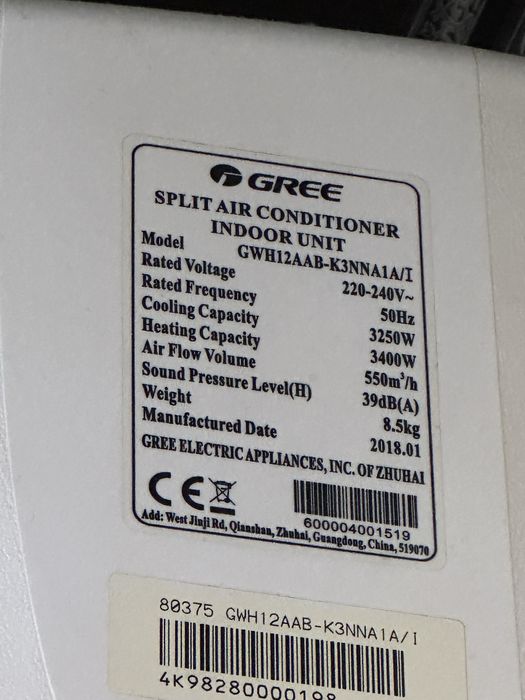 GREE
SPLIT AIR CONDITIONER
INDOOR UNIT
Model GWH12AAB-K3NNA1A/I
Rated Voltage 220-240V~
Rated Frequency 50Hz
Cooling Capacity 3250W
Heating Capacity 3400W
Air Flow Volume 550m³/h
Sound Pressure Level(H) 39dB(A)
Weight 8.5kg
Manufactured Date 2018.01
GREE ELECTRIC APPLIANCES, INC. OF ZHUHAI
CE
600004001519
Add: West Jinji Rd, Qianshan, Zhuhai, Guangdong, China, 519070
80375 GWH12AAB-K3NNA1A/I
4K98280000198